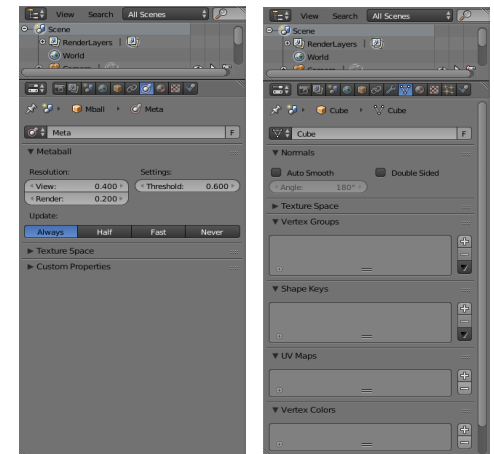 View Search All Scenes
Scene
RenderLayers |
World
Mball Meta
Meta F
Metaball
Resolution: Settings:
View: 0.400 Threshold: 0.600
Render: 0.200
Update:
Always Half Fast Never
Texture Space
Custom Properties
View Search All Scenes
Scene
RenderLayers |
World
Cube Cube
Cube F
Normals
Auto Smooth Double Sided
Angle: 180°
Texture Space
Vertex Groups
Shape Keys
UV Maps
Vertex Colors